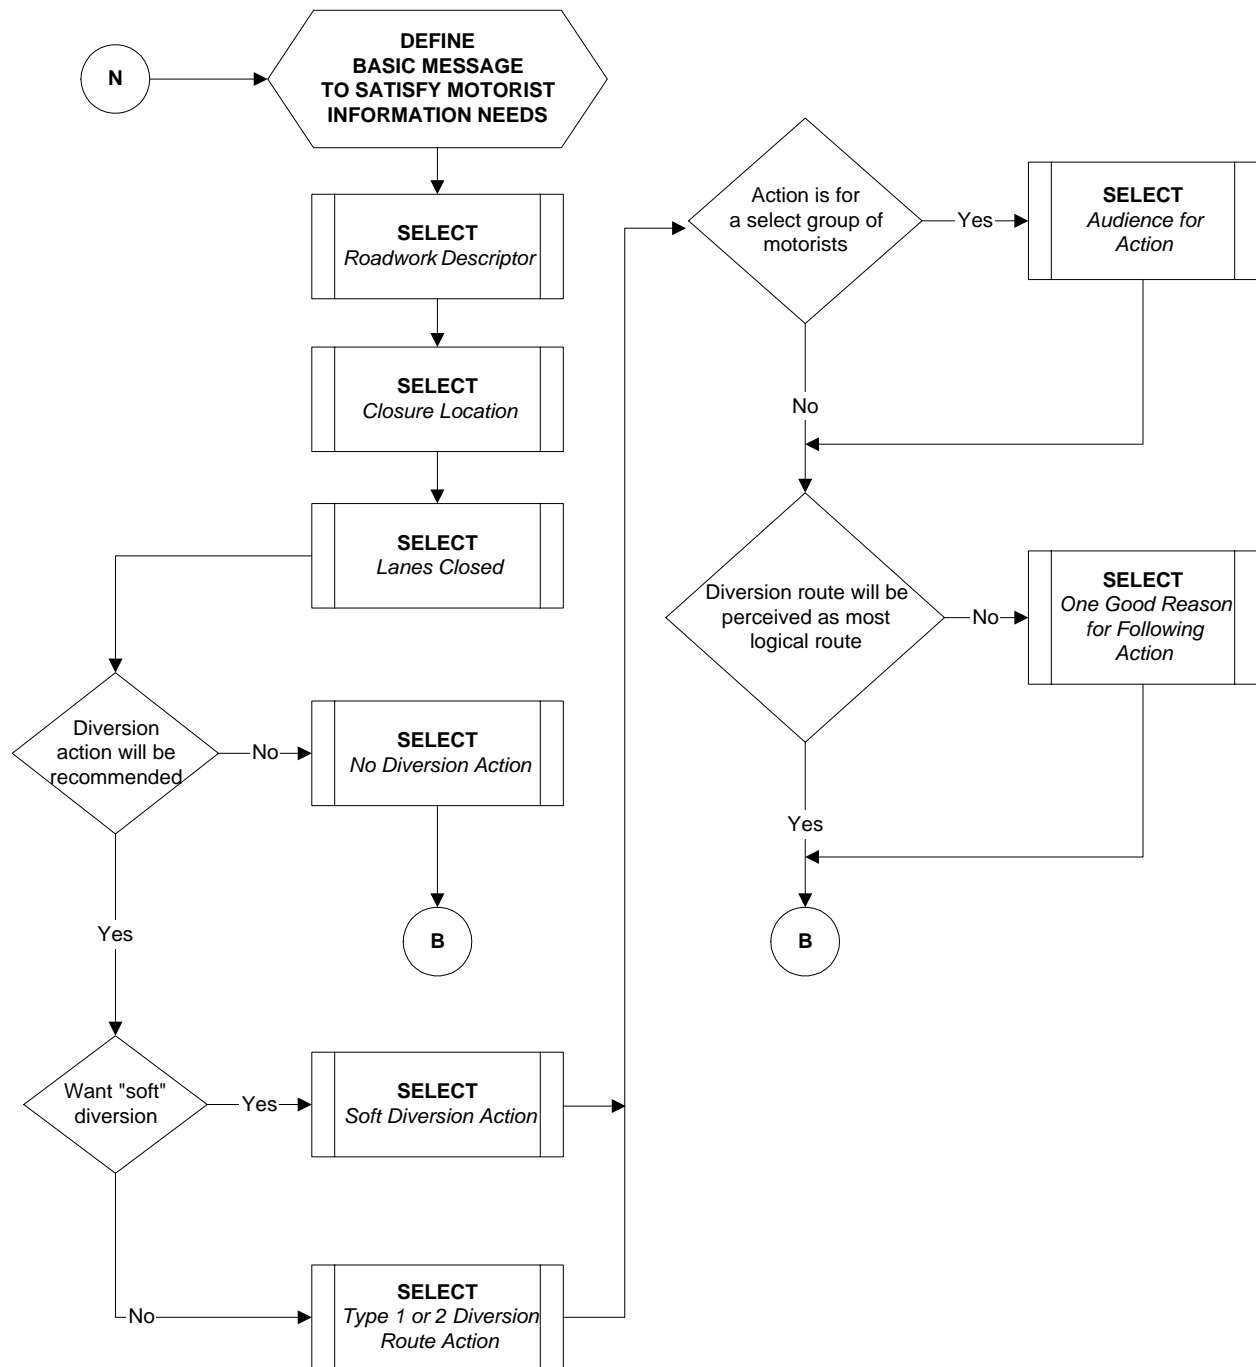 N
DEFINE
BASIC MESSAGE
TO SATISFY MOTORIST
INFORMATION NEEDS
SELECT
Roadwork Descriptor
SELECT
Closure Location
SELECT
Lanes Closed
Diversion
action will be
recommended
No
SELECT
No Diversion Action
B
Yes
Want "soft"
diversion
Yes
SELECT
Soft Diversion Action
No
SELECT
Type 1 or 2 Diversion
Route Action
Action is for
a select group of
motorists
Yes
SELECT
Audience for
Action
No
Diversion route will be
perceived as most
logical route
No
SELECT
One Good Reason
for Following
Action
Yes
B